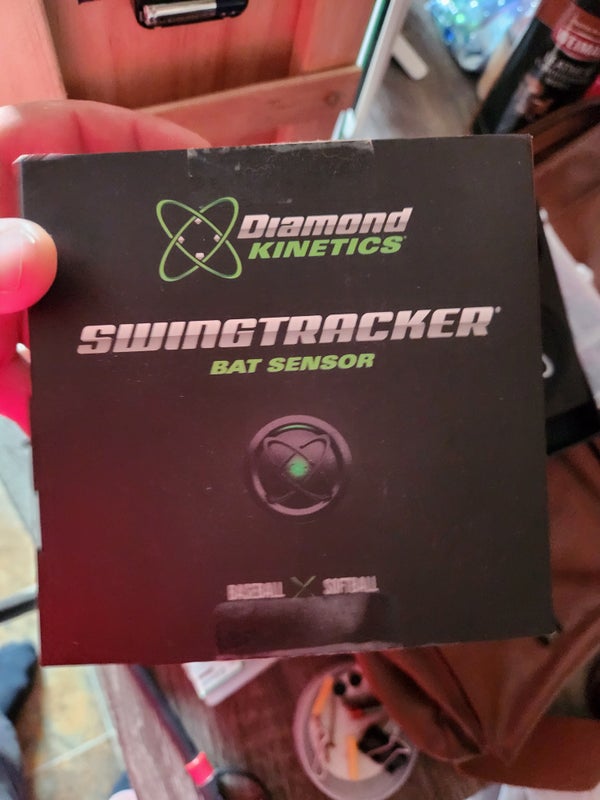 Diamond
KINETICS
SWINGTRACKER®
BAT SENSOR
BASEBALL SOFTBALL